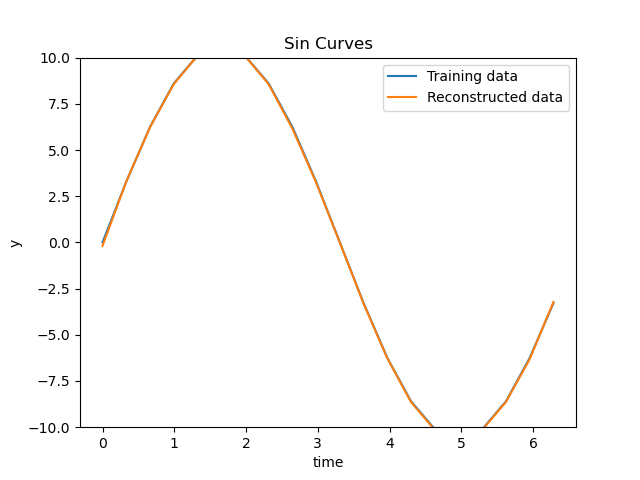 Sin Curves
Training data
Reconstructed data
10.0
7.5
5.0
2.5
0.0
−2.5
−5.0
−7.5
−10.0
y
0 1 2 3 4 5 6
time